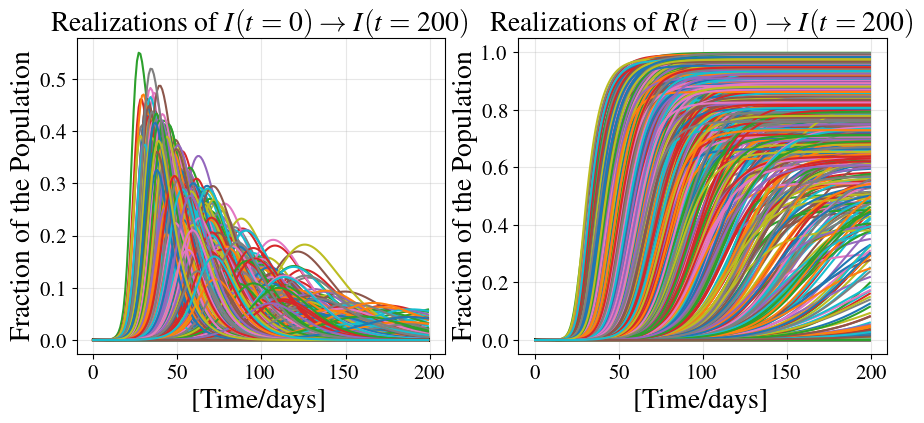 Realizations of I(t = 0) → I(t = 200)
Fraction of the Population
0.5
0.4
0.3
0.2
0.1
0.0
0 50 100 150 200
[Time/days]
Realizations of R(t = 0) → I(t = 200)
Fraction of the Population
1.0
0.8
0.6
0.4
0.2
0.0
0 50 100 150 200
[Time/days]